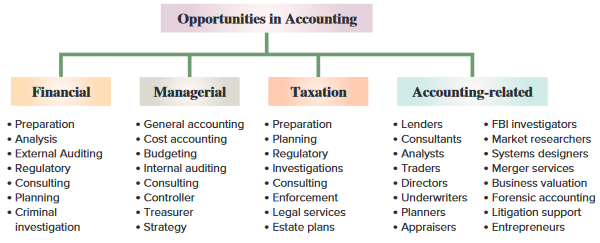 Opportunities in Accounting
Financial
• Preparation
• Analysis
• External Auditing
• Regulatory
• Consulting
• Planning
• Criminal
investigation
Managerial
• General accounting
• Cost accounting
• Budgeting
• Internal auditing
• Consulting
• Controller
• Treasurer
• Strategy
Taxation
• Preparation
• Planning
• Regulatory
• Investigations
• Consulting
• Enforcement
• Legal services
• Estate plans
Accounting-related
• Lenders
• Consultants
• Analysts
• Traders
• Directors
• Underwriters
• Planners
• Appraisers
• FBI investigators
• Market researchers
• Systems designers
• Merger services
• Business valuation
• Forensic accounting
• Litigation support
• Entrepreneurs